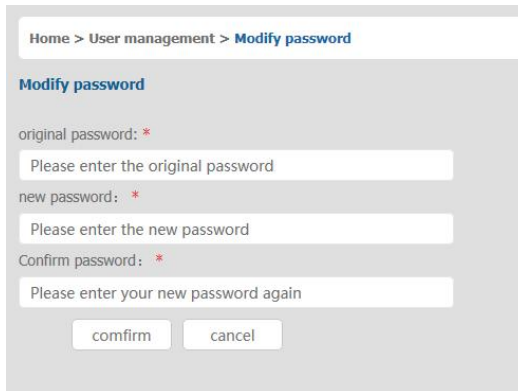 Home > User management > Modify password
Modify password
original password: *
Please enter the original password
new password： *
Please enter the new password
Confirm password： *
Please enter your new password again
comfirm cancel